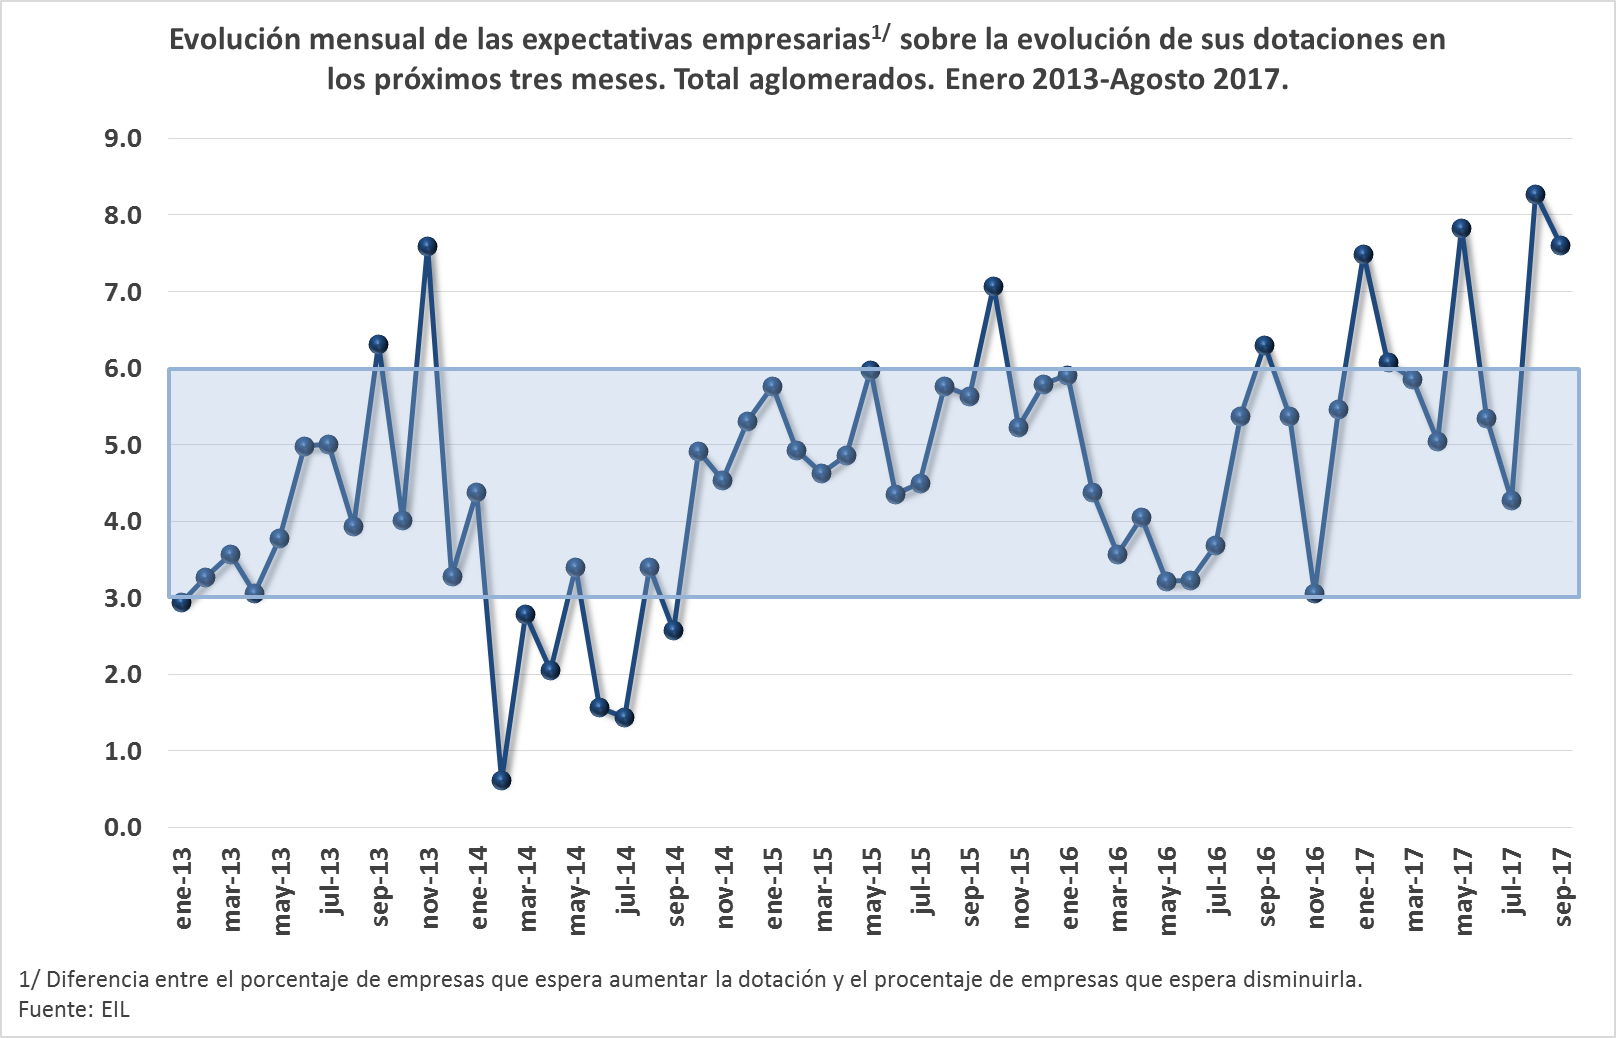 Evolución mensual de las expectativas empresarias1/ sobre la evolución de sus dotaciones en
los próximos tres meses. Total aglomerados. Enero 2013-Agosto 2017.
9.0
8.0
7.0
6.0
5.0
4.0
3.0
2.0
1.0
0.0
ene-13
mar-13
may-13
jul-13
sep-13
nov-13
ene-14
mar-14
may-14
jul-14
sep-14
nov-14
ene-15
mar-15
may-15
jul-15
sep-15
nov-15
ene-16
mar-16
may-16
jul-16
sep-16
nov-16
ene-17
mar-17
may-17
jul-17
sep-17
1/ Diferencia entre el porcentaje de empresas que espera aumentar la dotación y el procentaje de empresas que espera disminuirla.
Fuente: EIL